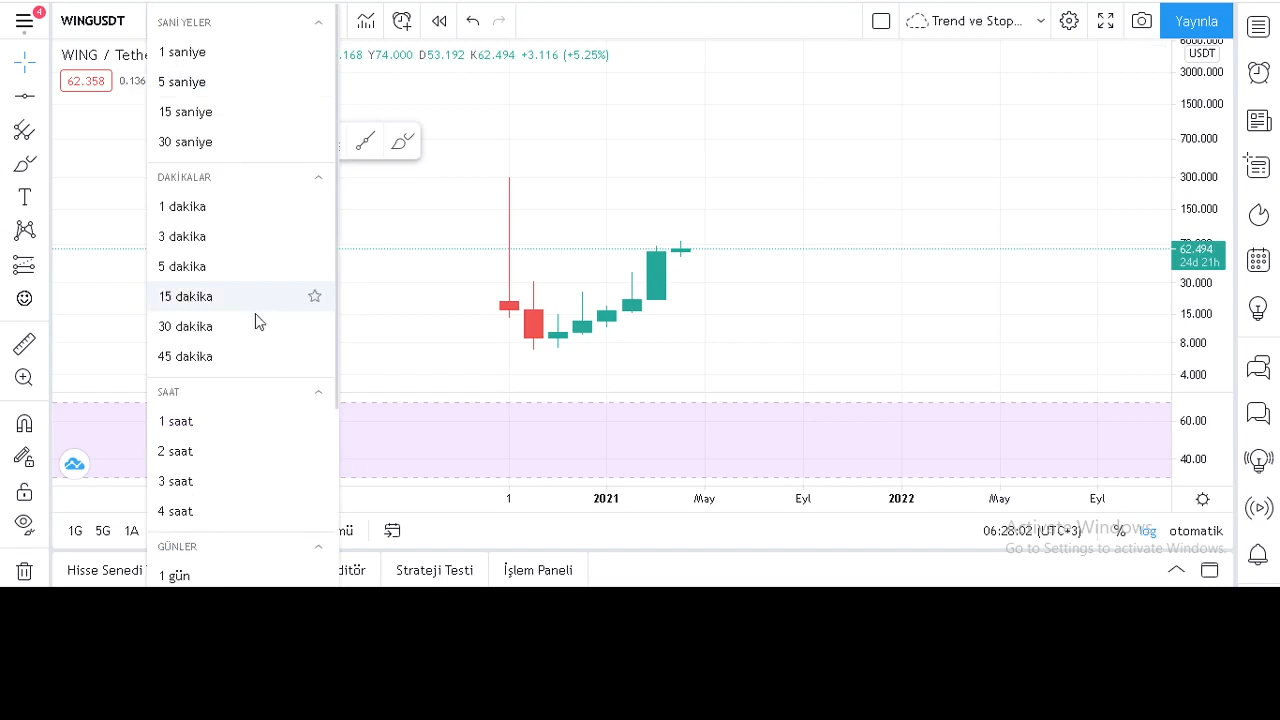 4
WINGUSDT
Trend ve Stop...
Yayınla
WING / Tethe
.168 Y74.000 D53.192 K62.494 +3.116 (+5.25%)
62.358
0.136
SANİYELER
1 saniye
5 saniye
15 saniye
30 saniye
DAKİKALAR
1 dakika
3 dakika
5 dakika
15 dakika
30 dakika
45 dakika
SAAT
1 saat
2 saat
3 saat
4 saat
GÜNLER
1 gün
USDT
3000.000
1500.000
700.000
300.000
150.000
62.494
24d 21h
30.000
15.000
8.000
4.000
60.00
40.00
1
2021
May
Eyl
2022
May
Eyl
1G 5G 1A
mü
06:28:02 (UTC+3)
%
log
otomatik
Activate Windows
Go to Settings to activate Windows.
Hisse Senedi
ditör
Strateji Testi
İşlem Paneli